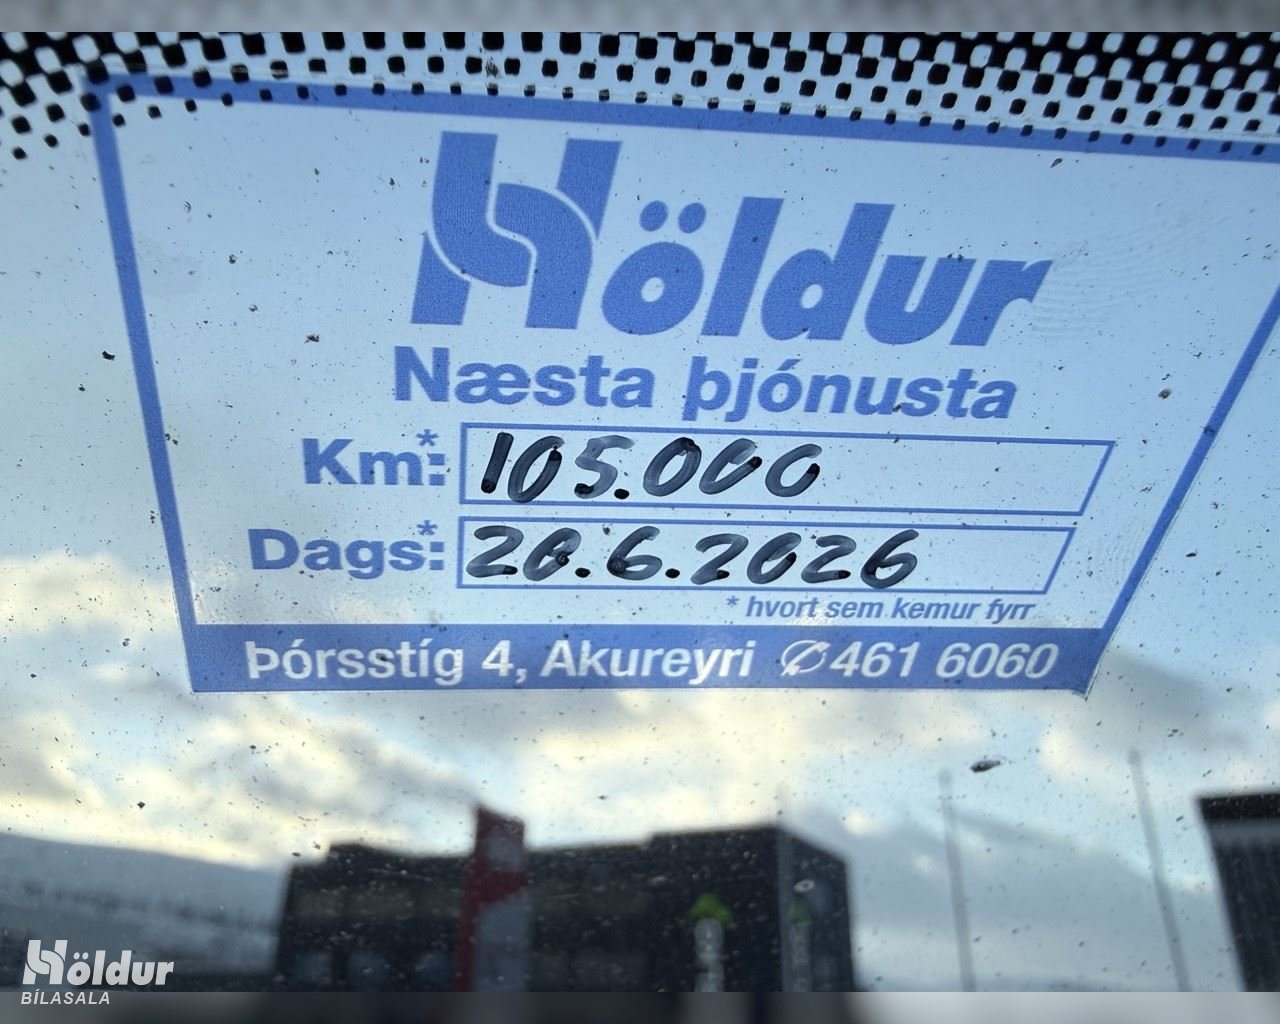 Höldur
Næsta þjónusta
Km:* 105.000
Dags:* 20.6.2026
* hvort sem kemur fyrr
Þórsstíg 4, Akureyri ✆461 6060
Höldur
BÍLASALA